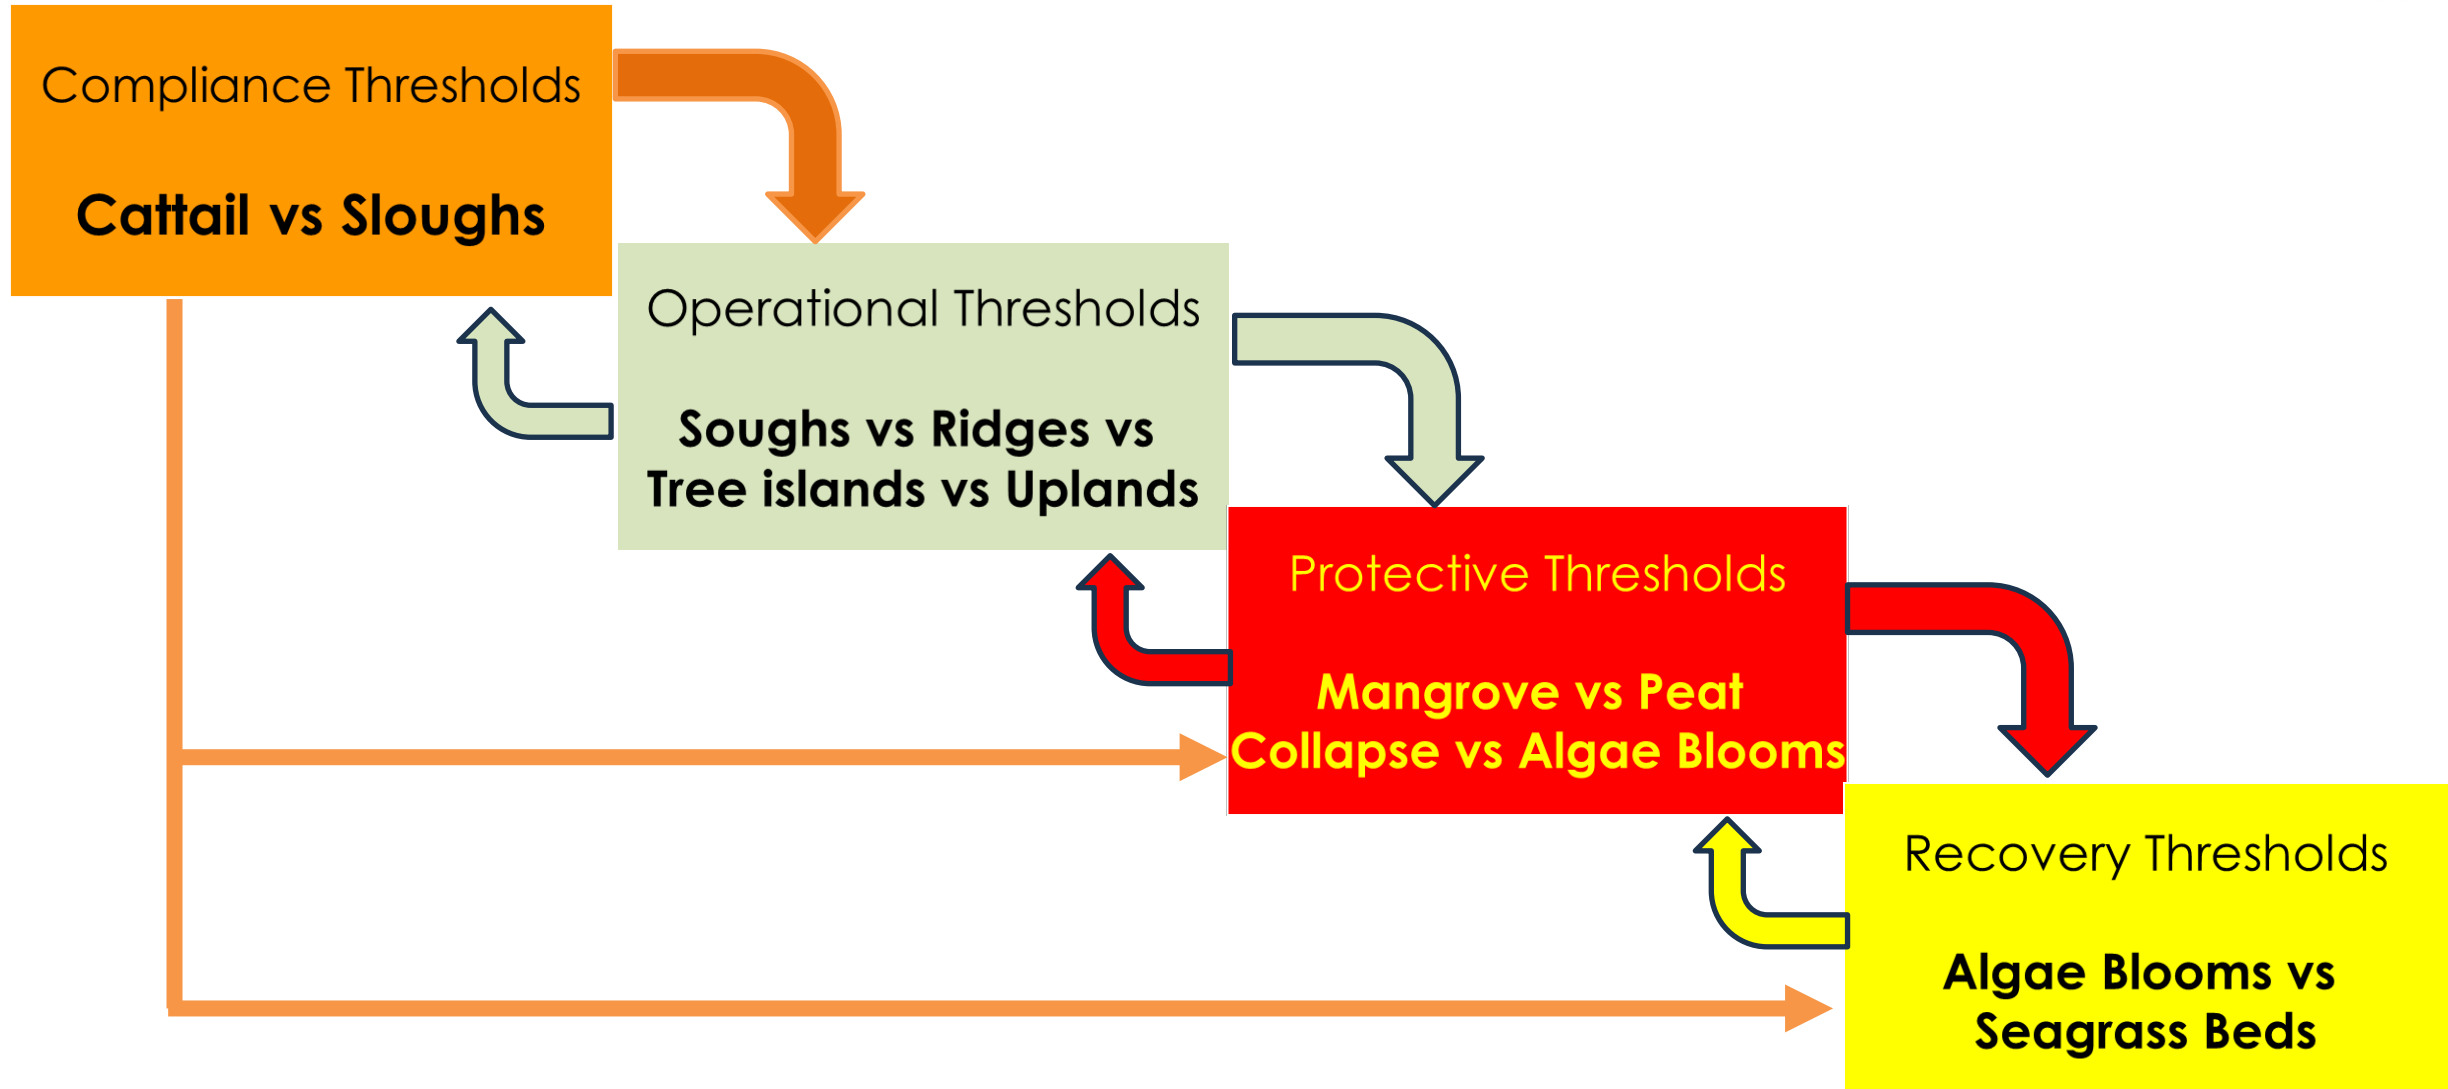 Compliance Thresholds
Cattail vs Sloughs
Operational Thresholds
Soughs vs Ridges vs
Tree islands vs Uplands
Protective Thresholds
Mangrove vs Peat
Collapse vs Algae Blooms
Recovery Thresholds
Algae Blooms vs
Seagrass Beds